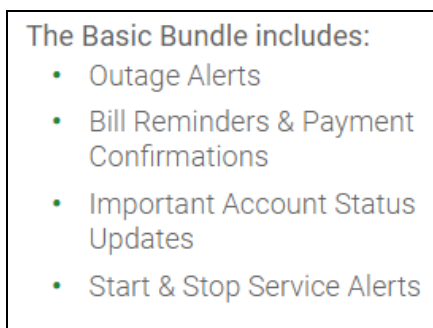 The Basic Bundle includes:
• Outage Alerts
• Bill Reminders & Payment
Confirmations
• Important Account Status
Updates
• Start & Stop Service Alerts